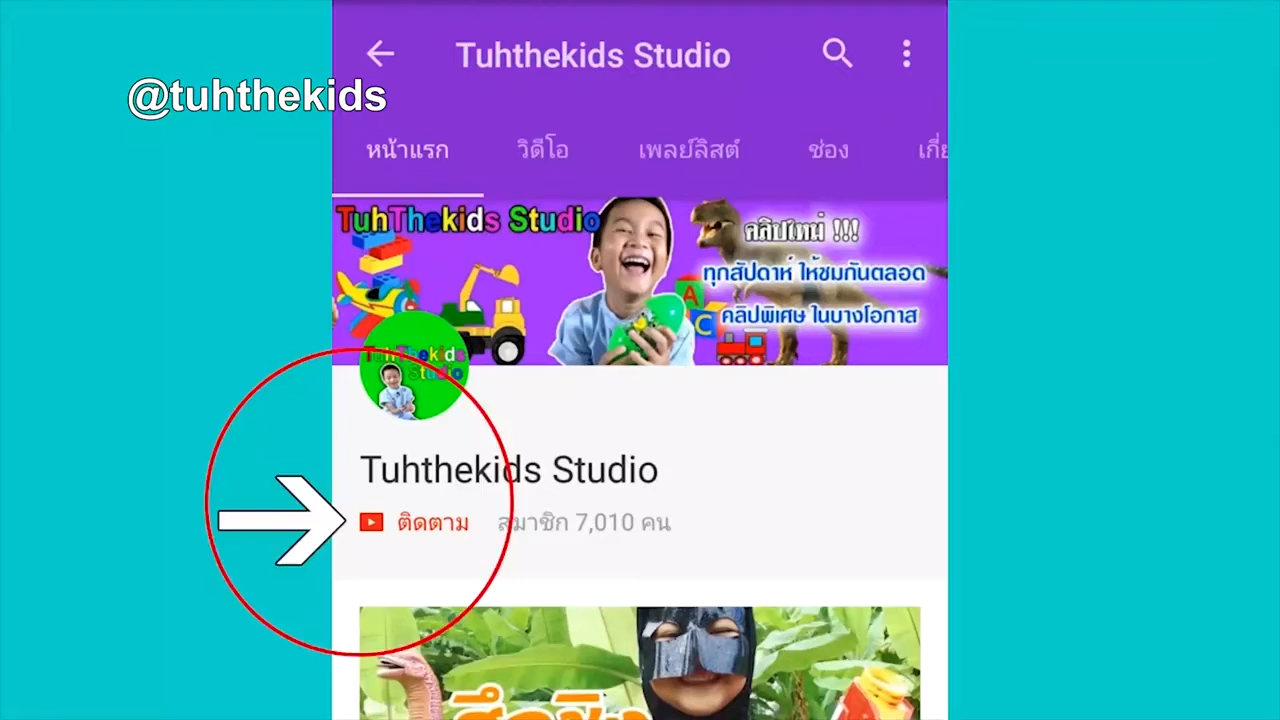 Tuhthekids Studio
@tuhthekids
หน้าแรก วิดีโอ เพลย์ลิสต์ ช่อง
TuhThekids Studio
คลิปใหม่ !!!
ทุกสัปดาห์ ให้ชมกันตลอด
คลิปพิเศษ ในบางโอกาส
A
C
TuhThekids
Studio
Tuhthekids Studio
ติดตาม สมาชิก 7,010 คน